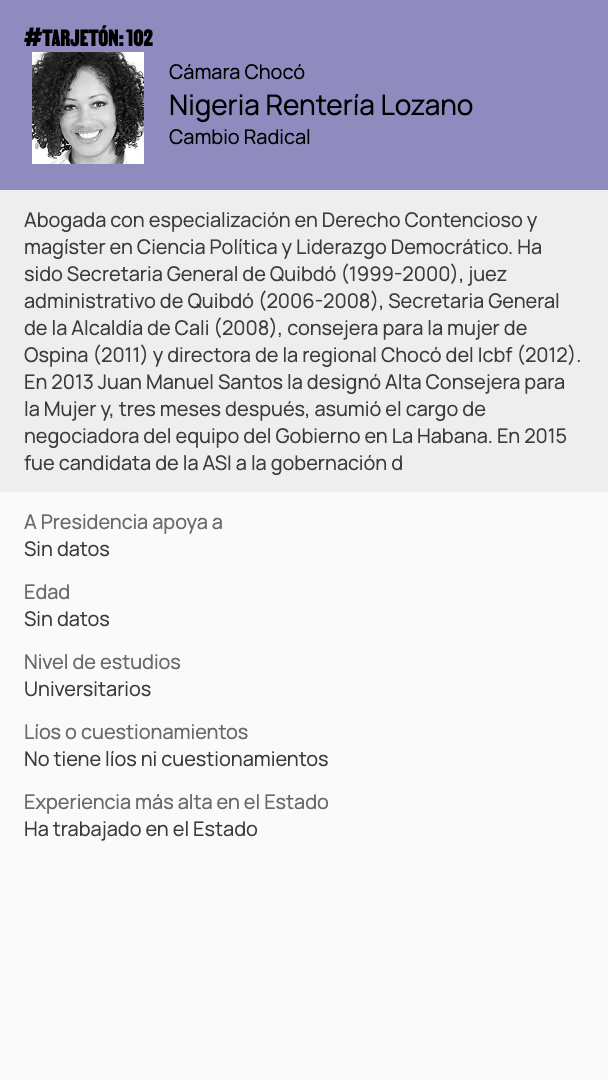 #TARJETÓN: 102
Cámara Chocó
Nigeria Rentería Lozano
Cambio Radical
Abogada con especialización en Derecho Contencioso y
magíster en Ciencia Política y Liderazgo Democrático. Ha
sido Secretaria General de Quibdó (1999-2000), juez
administrativo de Quibdó (2006-2008), Secretaria General
de la Alcaldía de Cali (2008), consejera para la mujer de
Ospina (2011) y directora de la regional Chocó del Icbf (2012).
En 2013 Juan Manuel Santos la designó Alta Consejera para
la Mujer y, tres meses después, asumió el cargo de
negociadora del equipo del Gobierno en La Habana. En 2015
fue candidata de la ASI a la gobernación d
A Presidencia apoya a
Sin datos
Edad
Sin datos
Nivel de estudios
Universitarios
Líos o cuestionamientos
No tiene líos ni cuestionamientos
Experiencia más alta en el Estado
Ha trabajado en el Estado